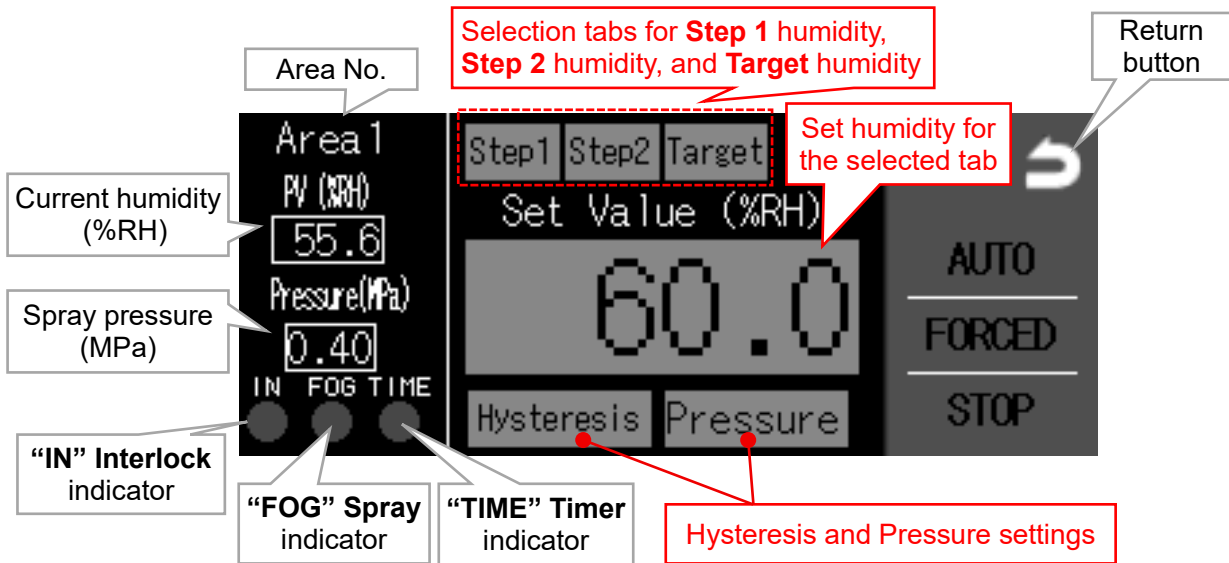 Selection tabs for Step 1 humidity,
Step 2 humidity, and Target humidity
Return
button
Area No.
Area1
Step1 Step2 Target
Set humidity for
the selected tab
Current humidity
(%RH)
PV (%RH)
55.6
Set Value (%RH)
60.0
AUTO
Spray pressure
(MPa)
Pressure(MPa)
0.40
FORCED
IN FOG TIME
Hysteresis Pressure
STOP
“IN” Interlock
indicator
“FOG” Spray
indicator
“TIME” Timer
indicator
Hysteresis and Pressure settings